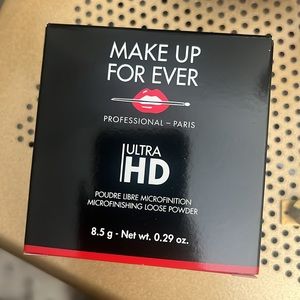 MAKE UP
FOR EVER
PROFESSIONAL – PARIS
ULTRA
HD
POUDRE LIBRE MICROFINITION
MICROFINISHING LOOSE POWDER
8.5 g - Net wt. 0.29 oz.